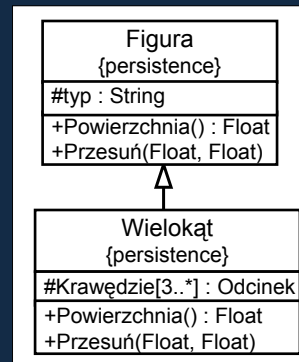 Figura
{persistence}
#typ : String
+Powierzchnia() : Float
+Przesuń(Float, Float)
Wielokąt
{persistence}
#Krawędzie[3..*] : Odcinek
+Powierzchnia() : Float
+Przesuń(Float, Float)